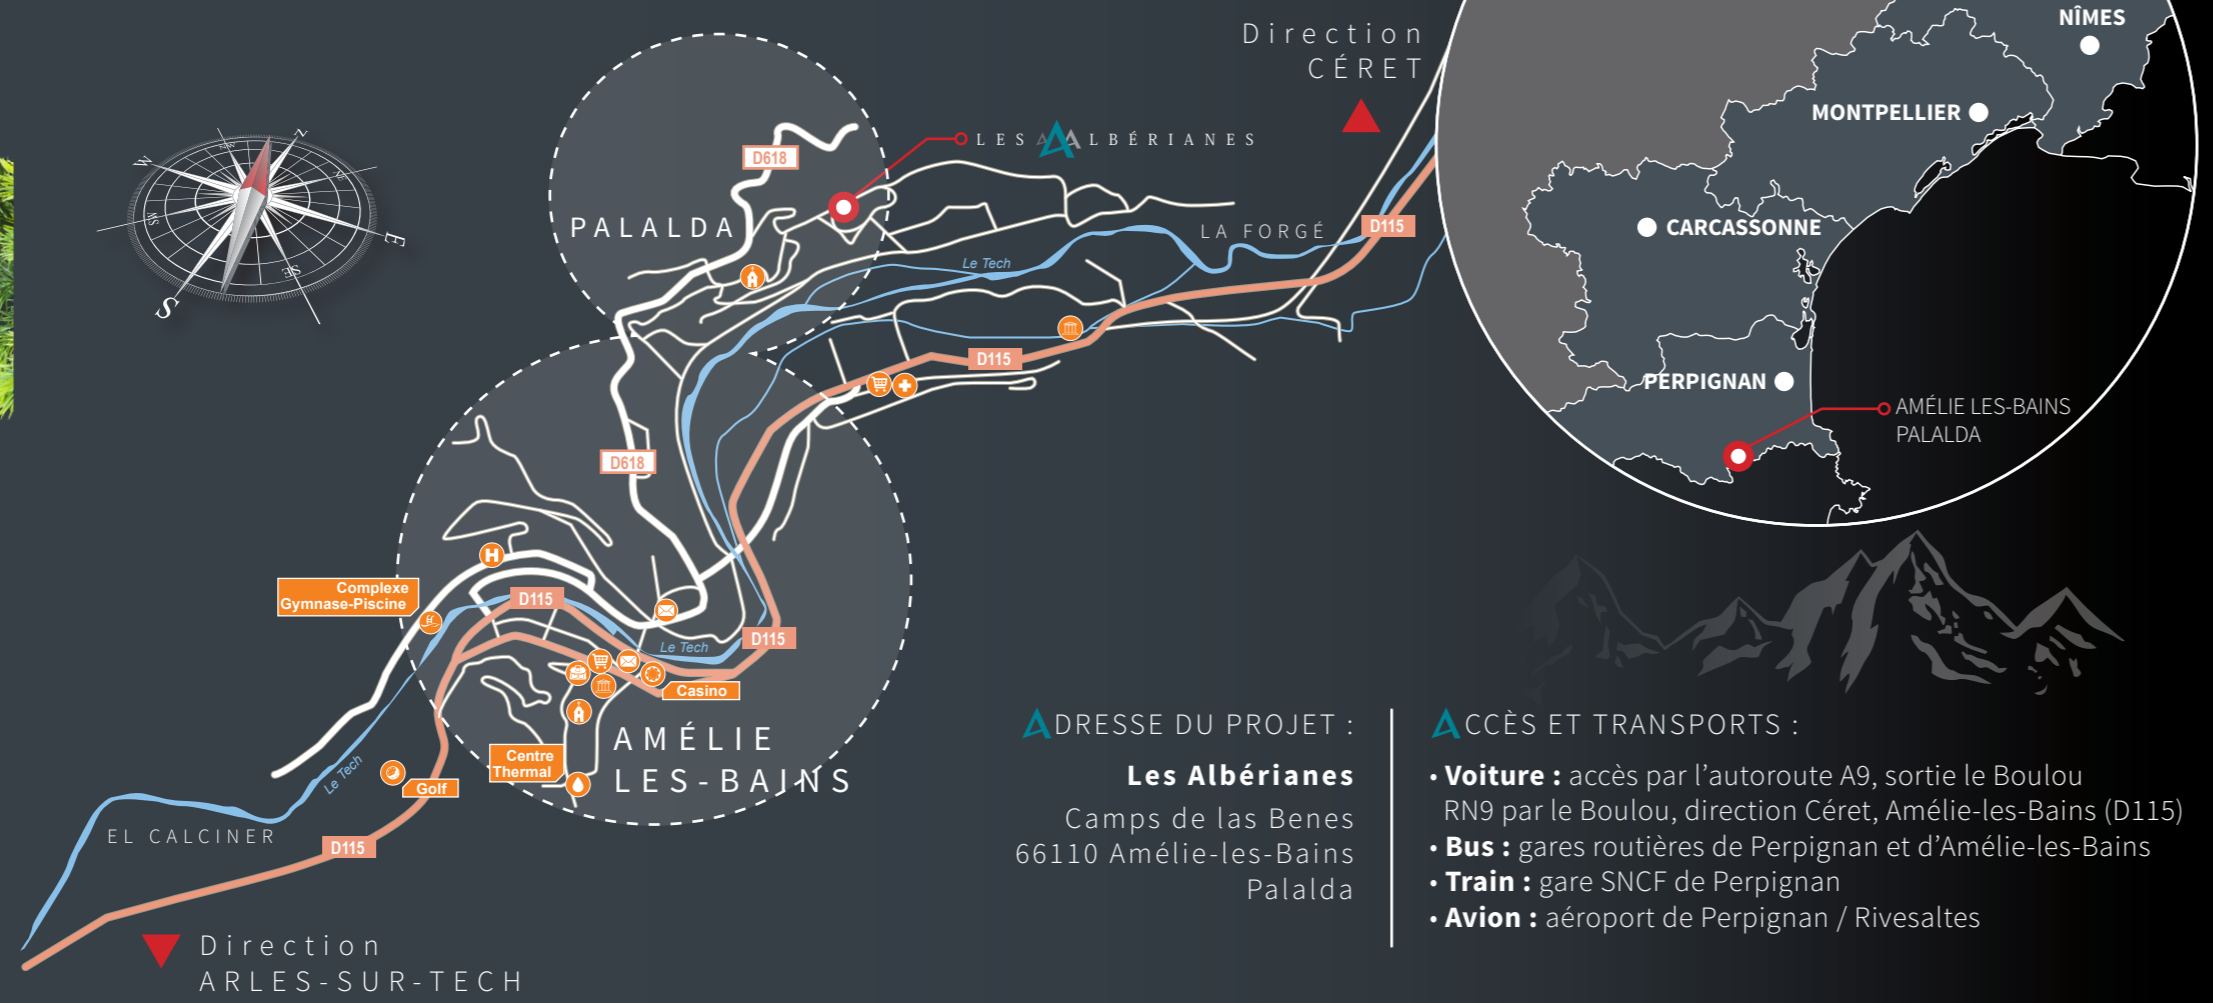 Direction
CÉRET
NÎMES
MONTPELLIER
CARCASSONNE
PERPIGNAN
AMÉLIE LES-BAINS
PALALDA
N
NE
E
SE
S
SW
W
NW
D618
LES ALBÉRIANES
PALALDA
LA FORGÉ
D115
Le Tech
D115
D618
H
Complexe
Gymnase-Piscine
D115
D115
Le Tech
Casino
AMÉLIE
LES-BAINS
Centre
Thermal
Golf
Le Tech
EL CALCINER
D115
Direction
ARLES-SUR-TECH
ADRESSE DU PROJET :
Les Albérianes
Camps de las Benes
66110 Amélie-les-Bains
Palalda
ACCÈS ET TRANSPORTS :
• Voiture : accès par l'autoroute A9, sortie le Boulou
RN9 par le Boulou, direction Céret, Amélie-les-Bains (D115)
• Bus : gares routières de Perpignan et d'Amélie-les-Bains
• Train : gare SNCF de Perpignan
• Avion : aéroport de Perpignan / Rivesaltes